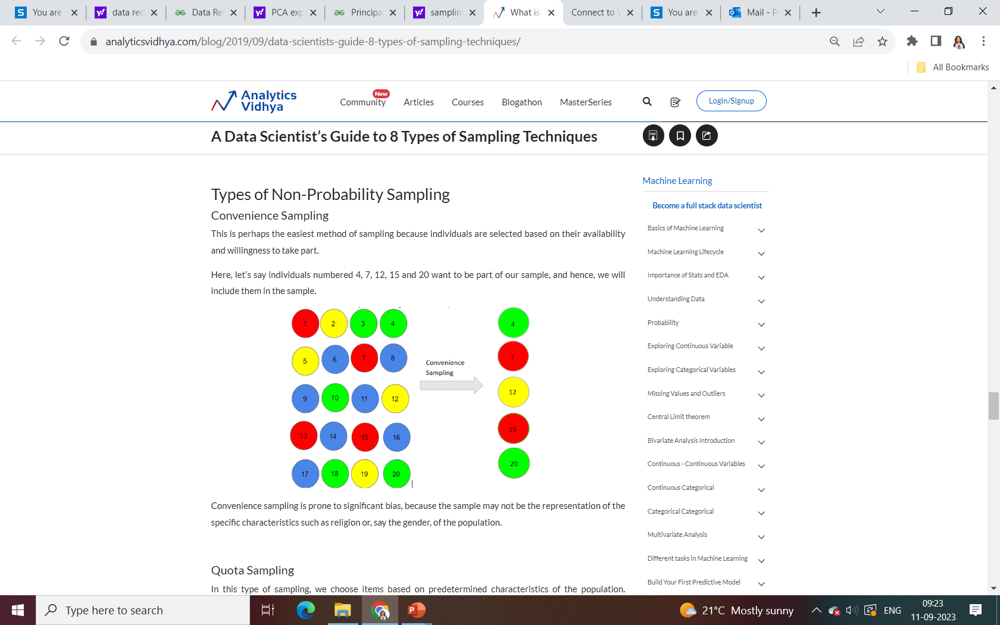 You are
data red
Data Re
PCA exp
Principa
samplin
What is
Connect to
You are
Mail - P
analyticsvidhya.com/blog/2019/09/data-scientists-guide-8-types-of-sampling-techniques/
All Bookmarks
Analytics
Vidhya
New
Community
Articles
Courses
Blogathon
MasterSeries
Login/Signup
A Data Scientist’s Guide to 8 Types of Sampling Techniques
PDF
Types of Non-Probability Sampling
Convenience Sampling
This is perhaps the easiest method of sampling because individuals are selected based on their availability
and willingness to take part.
Here, let’s say individuals numbered 4, 7, 12, 15 and 20 want to be part of our sample, and hence, we will
include them in the sample.
1 2 3 4
5 6 7 8
9 10 11 12
13 14 15 16
17 18 19 20
Convenience
Sampling
4
7
12
15
20
Convenience sampling is prone to significant bias, because the sample may not be the representation of the
specific characteristics such as religion or, say the gender, of the population.
Quota Sampling
In this type of sampling, we choose items based on predetermined characteristics of the population.
Machine Learning
Become a full stack data scientist
Basics of Machine Learning
Machine Learning Lifecycle
Importance of Stats and EDA
Understanding Data
Probability
Exploring Continuous Variable
Exploring Categorical Variables
Missing Values and Outliers
Central Limit theorem
Bivariate Analysis Introduction
Continuous - Continuous Variables
Continuous Categorical
Categorical Categorical
Multivariate Analysis
Different tasks in Machine Learning
Build Your First Predictive Model
Type here to search
21°C Mostly sunny
ENG
09:23
11-09-2023